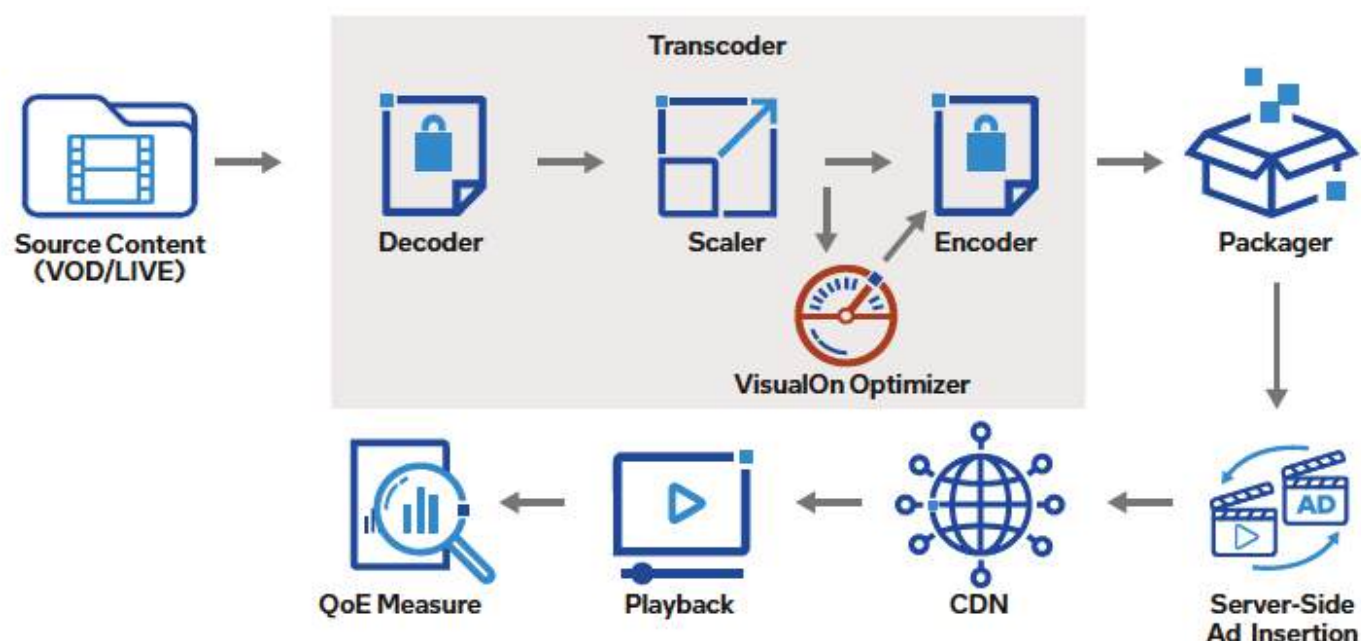 Transcoder
Source Content
(VOD/LIVE)
Decoder
Scaler
Encoder
Packager
VisualOn Optimizer
AD
QoE Measure
Playback
CDN
Server-Side
Ad Insertion